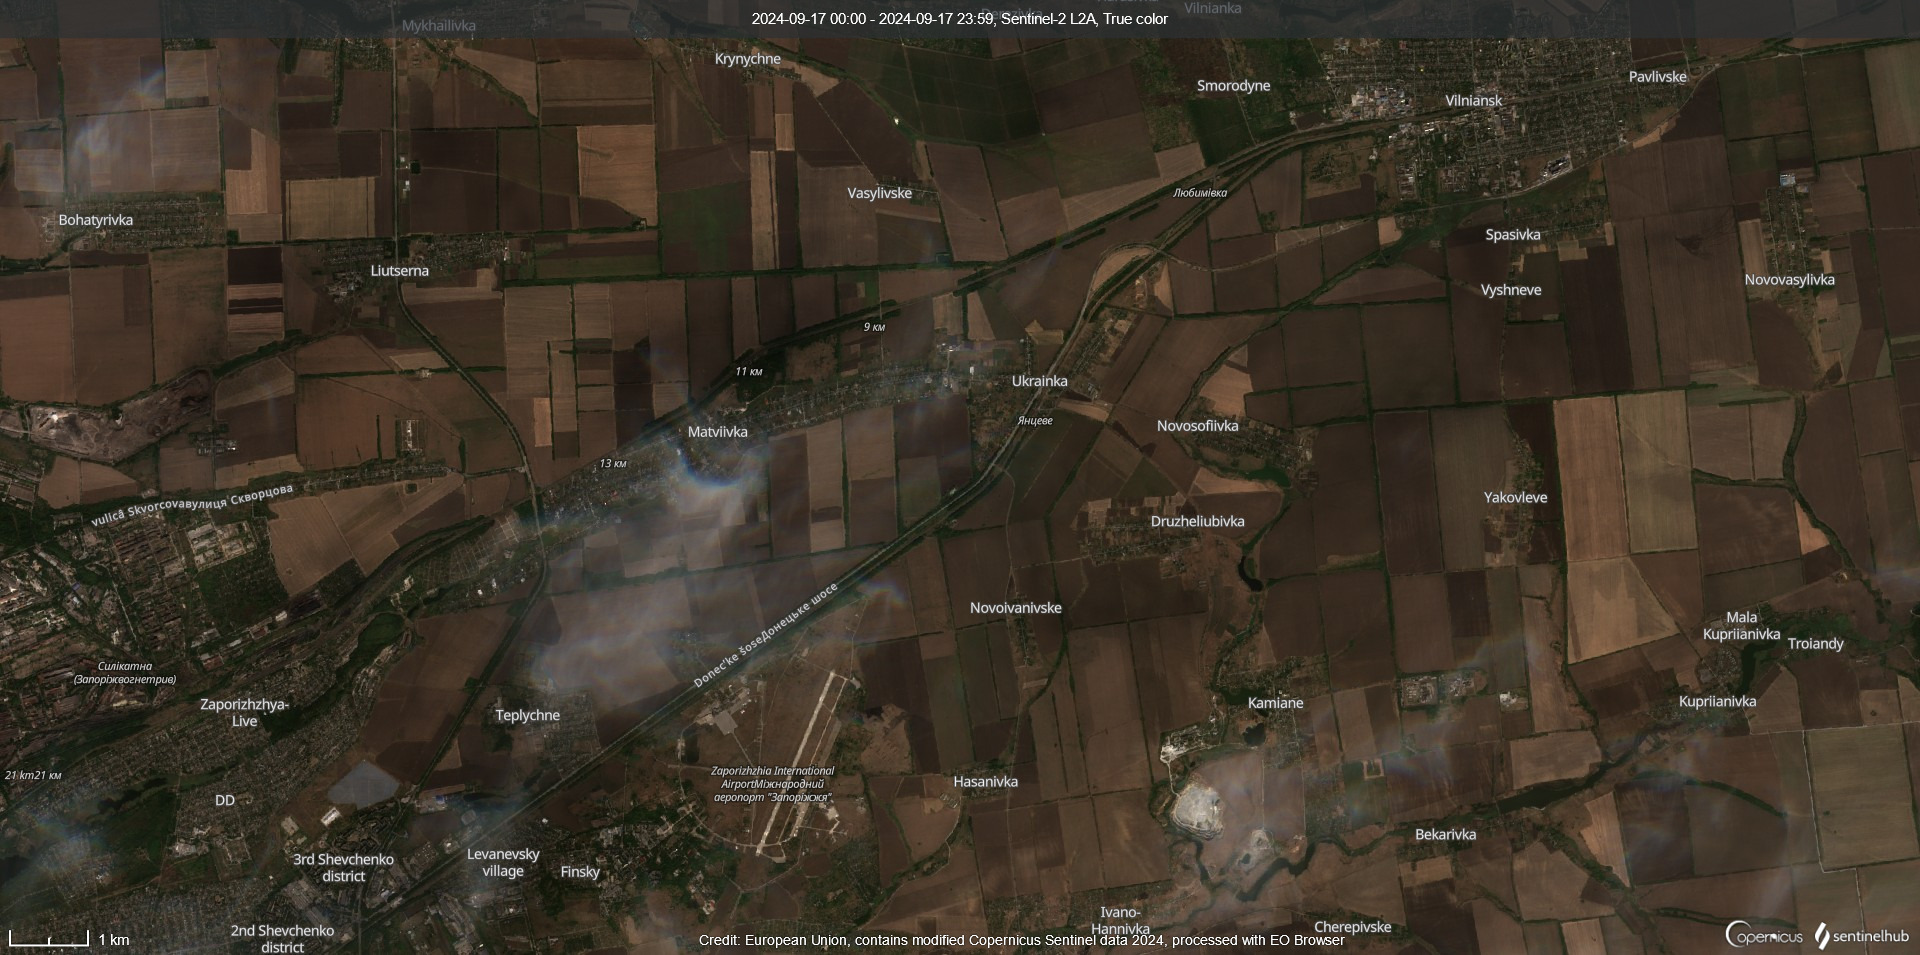 2024-09-17 00:00 - 2024-09-17 23:59, Sentinel-2 L2A, True color
Mykhailivka
Vilnianka
Krynychne
Smorodyne
Pavlivske
Vilniansk
Vasylivske
Любимівка
Bohatyrivka
Spasivka
Liutserna
Novovasylivka
Vyshneve
9 км
11 км
Ukrainka
Янцеве
Novosofiivka
Matviivka
13 км
vulicâ Skvorcovaвулиця Скворцова
Yakovleve
Druzheliubivka
Novoivanivske
Donec'ke šoseДонецьке шосе
Mala
Kupriianivka
Troiandy
Силікатна
(Запоріжвогнетрив)
Zaporizhzhya-
Live
Teplychne
Kamiane
Kupriianivka
21 km21 км
Zaporizhzhia International
AirportМіжнародний
аеропорт "Запоріжжя"
Hasanivka
DD
Bekarivka
3rd Shevchenko
district
Levanevsky
village
Finsky
Ivano-
Hannivka
Cherepivske
2nd Shevchenko
district
1 km
Credit: European Union, contains modified Copernicus Sentinel data 2024, processed with EO Browser
Copernicus
sentinelhub